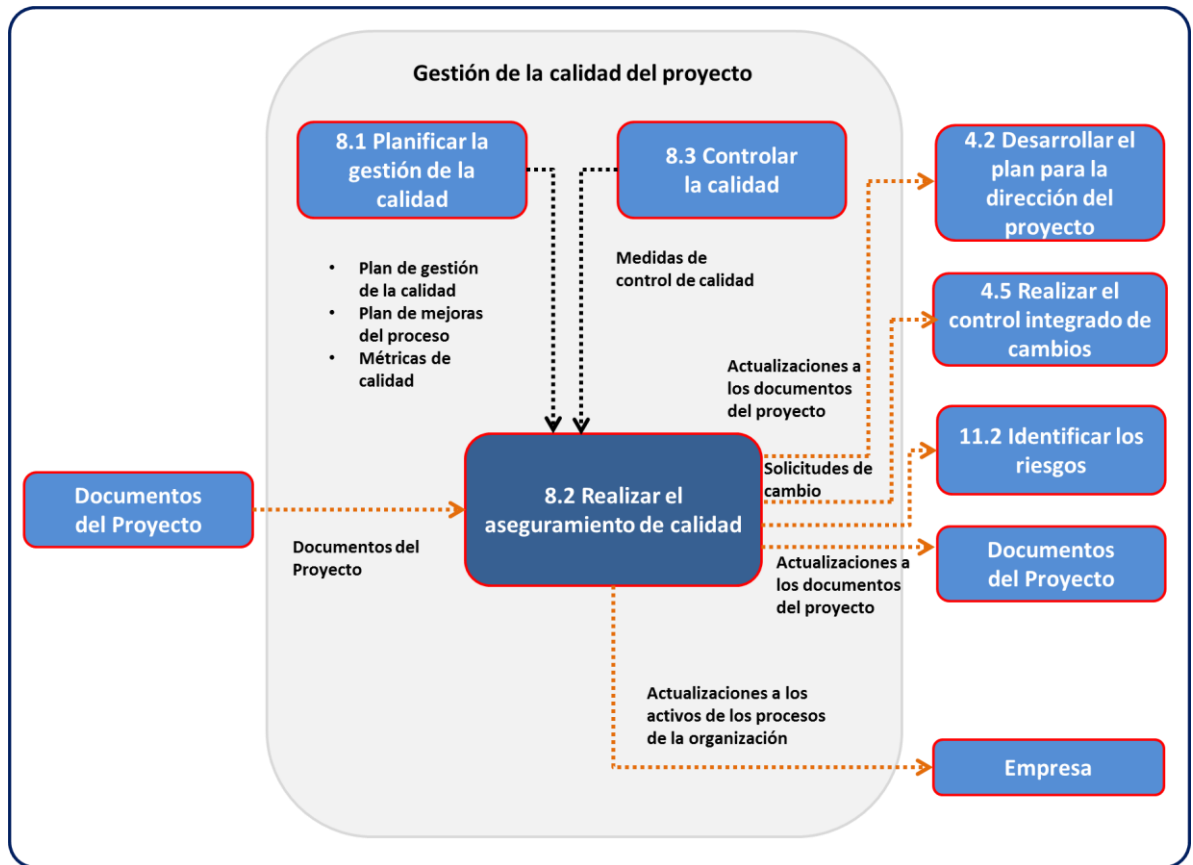 Gestión de la calidad del proyecto
8.1 Planificar la
gestión de la
calidad
8.3 Controlar
la calidad
4.2 Desarrollar el
plan para la
dirección del
proyecto
• Plan de gestión
de la calidad
• Plan de mejoras
del proceso
• Métricas de
calidad
Medidas de
control de calidad
4.5 Realizar el
control integrado de
cambios
Actualizaciones a
los documentos
del proyecto
11.2 Identificar los
riesgos
Solicitudes de
cambio
Documentos
del Proyecto
8.2 Realizar el
aseguramiento de calidad
Documentos del
Proyecto
Actualizaciones a
los documentos
del proyecto
Documentos
del Proyecto
Actualizaciones a los
activos de los procesos
de la organización
Empresa